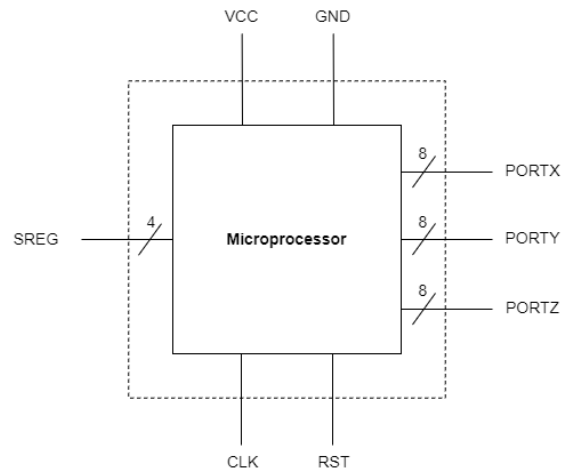 VCC GND
8
PORTX
4
8
SREG
Microprocessor
PORTY
8
PORTZ
CLK RST